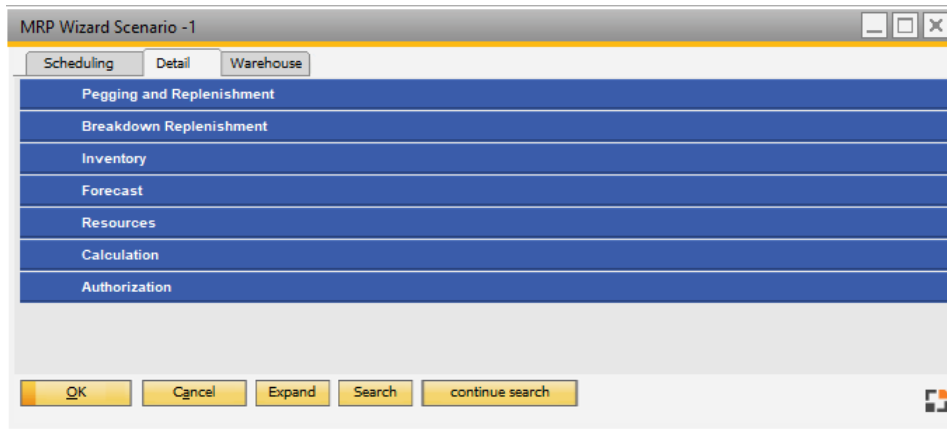 MRP Wizard Scenario -1
Scheduling Detail Warehouse
Pegging and Replenishment
Breakdown Replenishment
Inventory
Forecast
Resources
Calculation
Authorization
OK Cancel Expand Search continue search